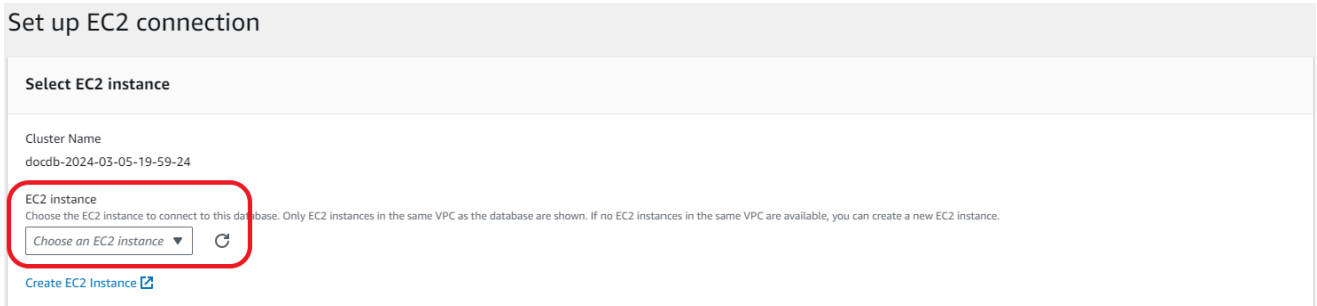 Set up EC2 connection
Select EC2 instance
Cluster Name
docdb-2024-03-05-19-59-24
EC2 instance
Choose the EC2 instance to connect to this database. Only EC2 instances in the same VPC as the database are shown. If no EC2 instances in the same VPC are available, you can create a new EC2 instance.
Choose an EC2 instance
Create EC2 Instance